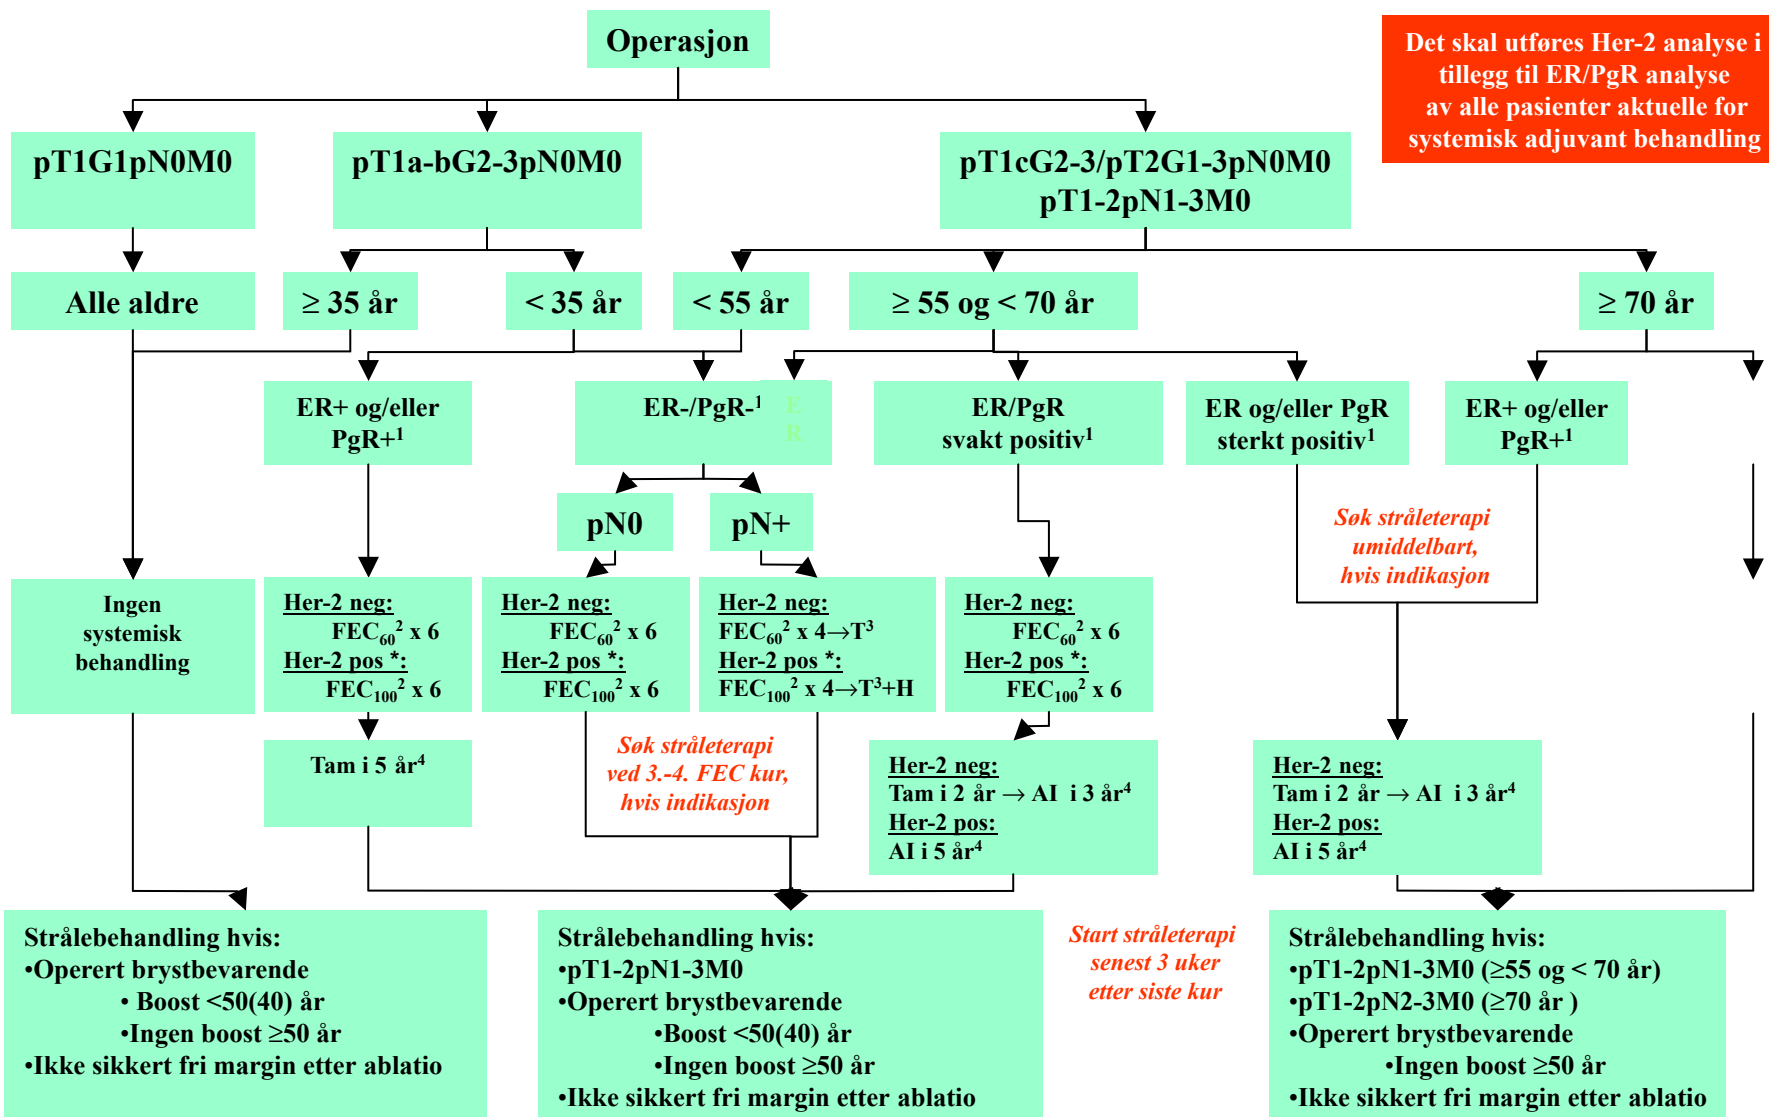 Operasjon
Det skal utføres Her-2 analyse i
tillegg til ER/PgR analyse
av alle pasienter aktuelle for
systemisk adjuvant behandling
pT1G1pN0M0
pT1a-bG2-3pN0M0
pT1cG2-3/pT2G1-3pN0M0
pT1-2pN1-3M0
Alle aldre
≥ 35 år
< 35 år
< 55 år
≥ 55 og < 70 år
≥ 70 år
ER+ og/eller
PgR+¹
ER-/PgR-¹
E
R
ER/PgR
svakt positiv¹
ER og/eller PgR
sterkt positiv¹
ER+ og/eller
PgR+¹
pN0
pN+
Søk stråleterapi
umiddelbart,
hvis indikasjon
Ingen
systemisk
behandling
Her-2 neg:
FEC₆₀² x 6
Her-2 pos *:
FEC₁₀₀² x 6
Her-2 neg:
FEC₆₀² x 6
Her-2 pos *:
FEC₁₀₀² x 6
Her-2 neg:
FEC₆₀² x 4→T³
Her-2 pos *:
FEC₁₀₀² x 4→T³+H
Her-2 neg:
FEC₆₀² x 6
Her-2 pos *:
FEC₁₀₀² x 6
Tam i 5 år⁴
Søk stråleterapi
ved 3.-4. FEC kur,
hvis indikasjon
Her-2 neg:
Tam i 2 år → AI i 3 år⁴
Her-2 pos:
AI i 5 år⁴
Her-2 neg:
Tam i 2 år → AI i 3 år⁴
Her-2 pos:
AI i 5 år⁴
Strålebehandling hvis:
•Operert brystbevarende
• Boost <50(40) år
•Ingen boost ≥50 år
•Ikke sikkert fri margin etter ablatio
Strålebehandling hvis:
•pT1-2pN1-3M0
•Operert brystbevarende
•Boost <50(40) år
•Ingen boost ≥50 år
•Ikke sikkert fri margin etter ablatio
Start stråleterapi
senest 3 uker
etter siste kur
Strålebehandling hvis:
•pT1-2pN1-3M0 (≥55 og < 70 år)
•pT1-2pN2-3M0 (≥70 år )
•Operert brystbevarende
•Ingen boost ≥50 år
•Ikke sikkert fri margin etter ablatio